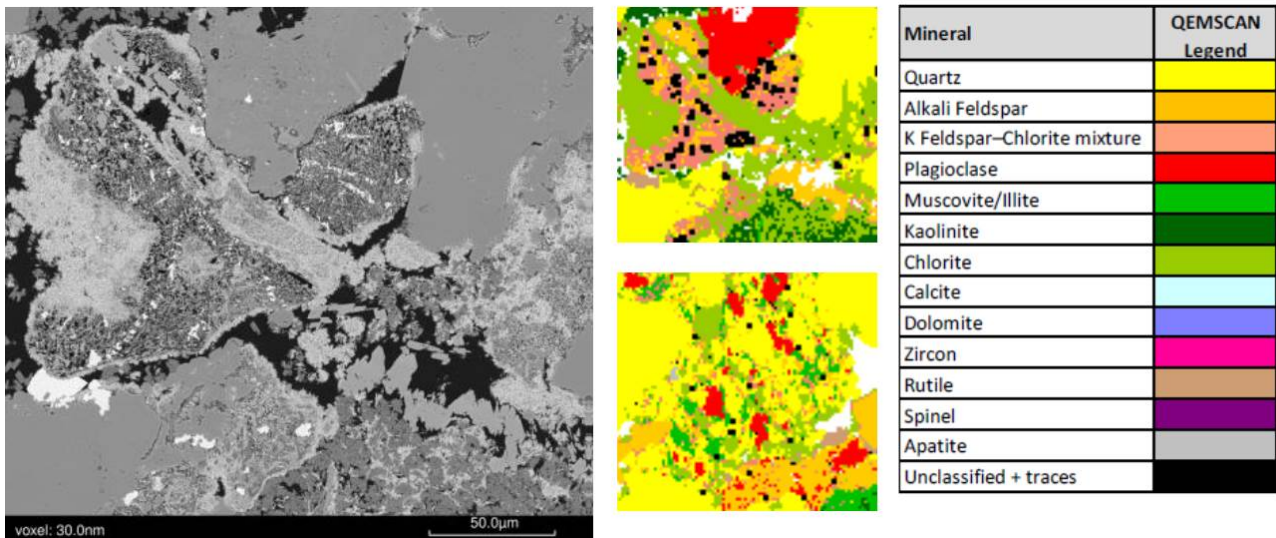 voxel: 30.0nm
50.0µm
Mineral QEMSCAN
Legend
Quartz
Alkali Feldspar
K Feldspar–Chlorite mixture
Plagioclase
Muscovite/Illite
Kaolinite
Chlorite
Calcite
Dolomite
Zircon
Rutile
Spinel
Apatite
Unclassified + traces